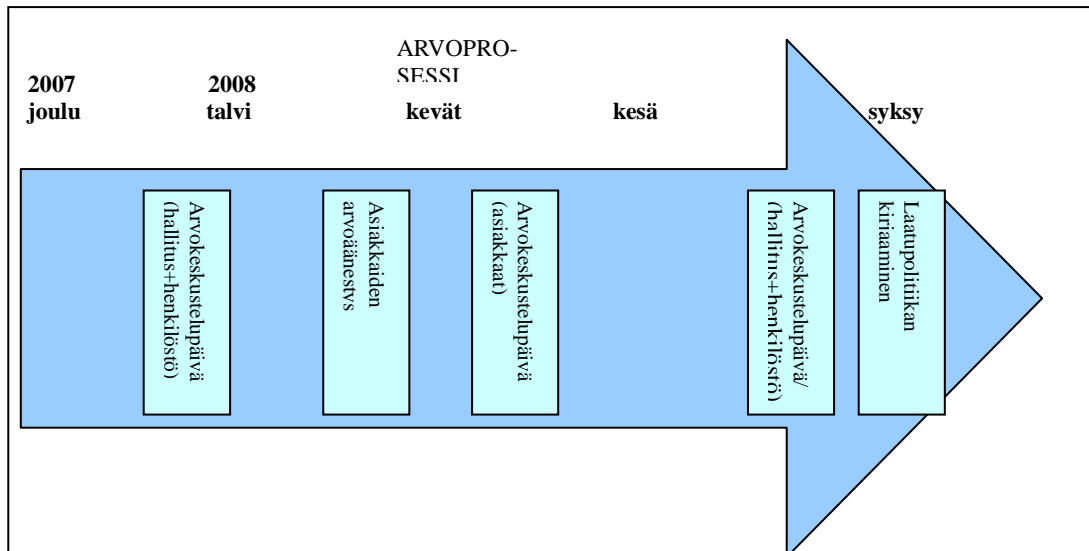 ARVOPRO-
SESSI
2007
2008
joulu
talvi
kevät
kesä
syksy
Arvokeskustelupäivä
(hallitus+henkilöstö)
Asiakkaiden
arvoäänestys
Arvokeskustelupäivä
(asiakkaat)
Arvokeskustelupäivä/
(hallitus+henkilöstö)
Laatupolitiikan
kirjaaminen